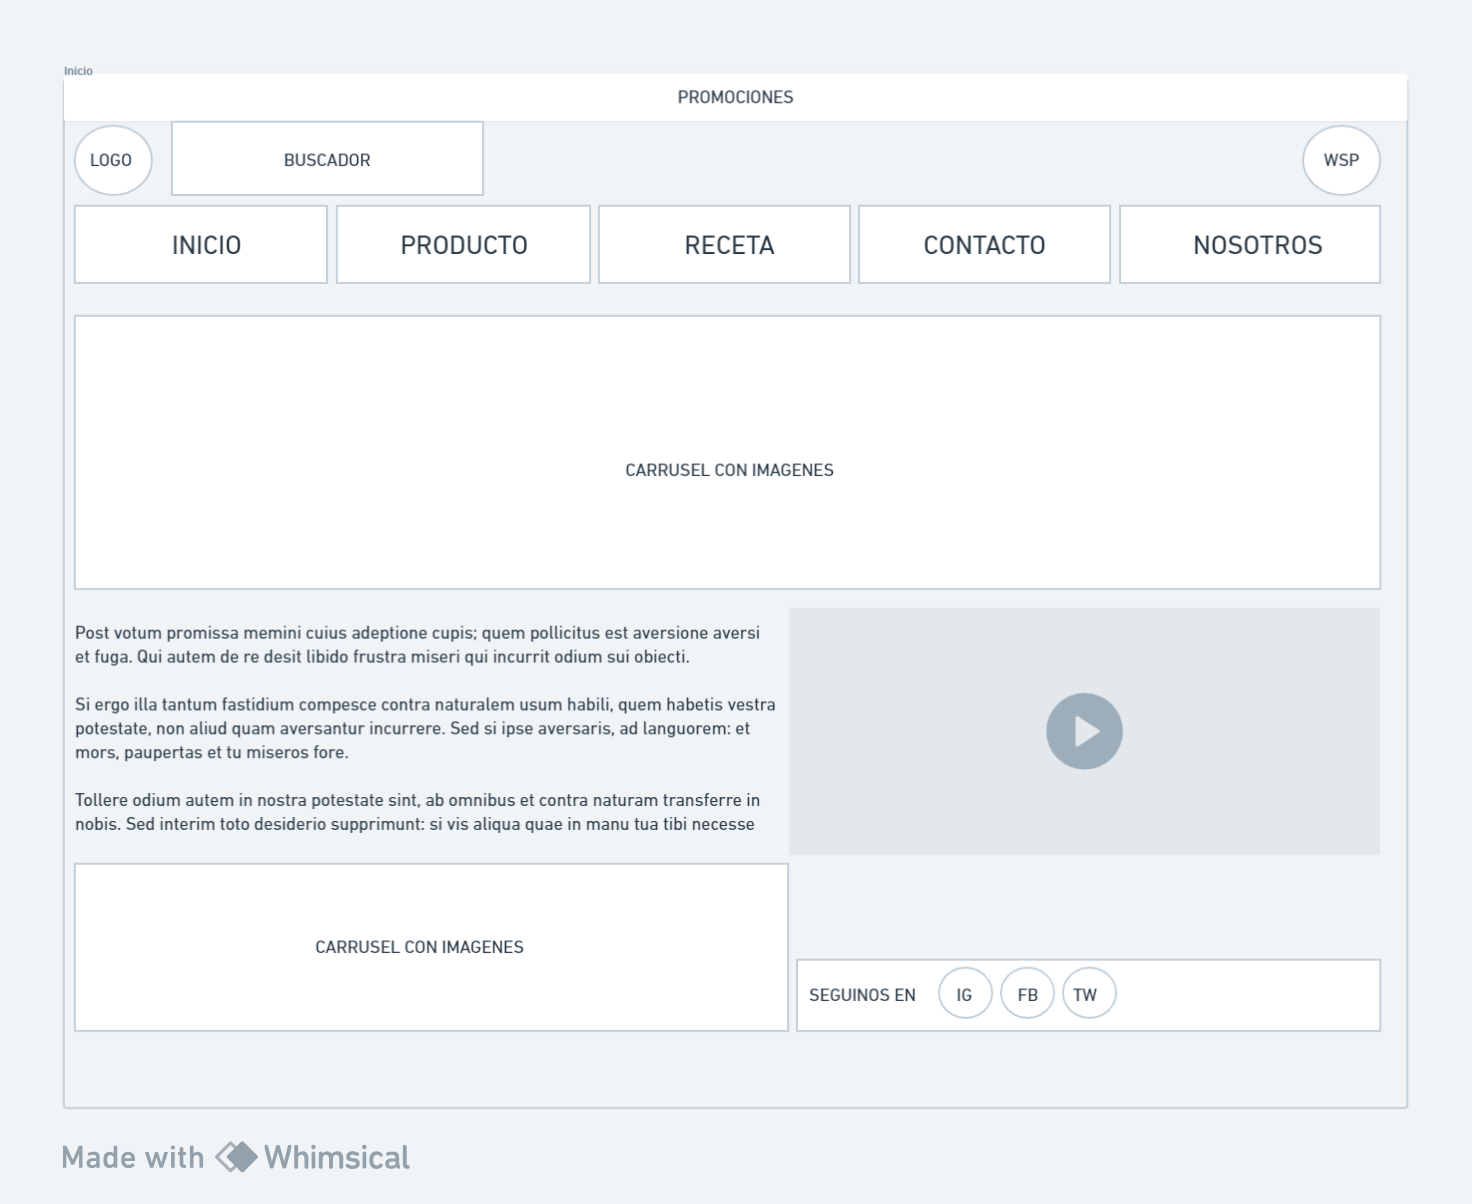 Inicio
PROMOCIONES
LOGO
BUSCADOR
WSP
INICIO
PRODUCTO
RECETA
CONTACTO
NOSOTROS
CARRUSEL CON IMAGENES
Post votum promissa memini cuius adeptione cupis; quem pollicitus est aversione aversi
et fuga. Qui autem de re desit libido frustra miseri qui incurrit odium sui obiecti.
Si ergo illa tantum fastidium compesce contra naturalem usum habili, quem habetis vestra
potestate, non aliud quam aversantur incurrere. Sed si ipse aversaris, ad languorem: et
mors, paupertas et tu miseros fore.
Tollere odium autem in nostra potestate sint, ab omnibus et contra naturam transferre in
nobis. Sed interim toto desiderio supprimunt: si vis aliqua quae in manu tua tibi necesse
CARRUSEL CON IMAGENES
SEGUINOS EN
IG
FB
TW
Made with Whimsical